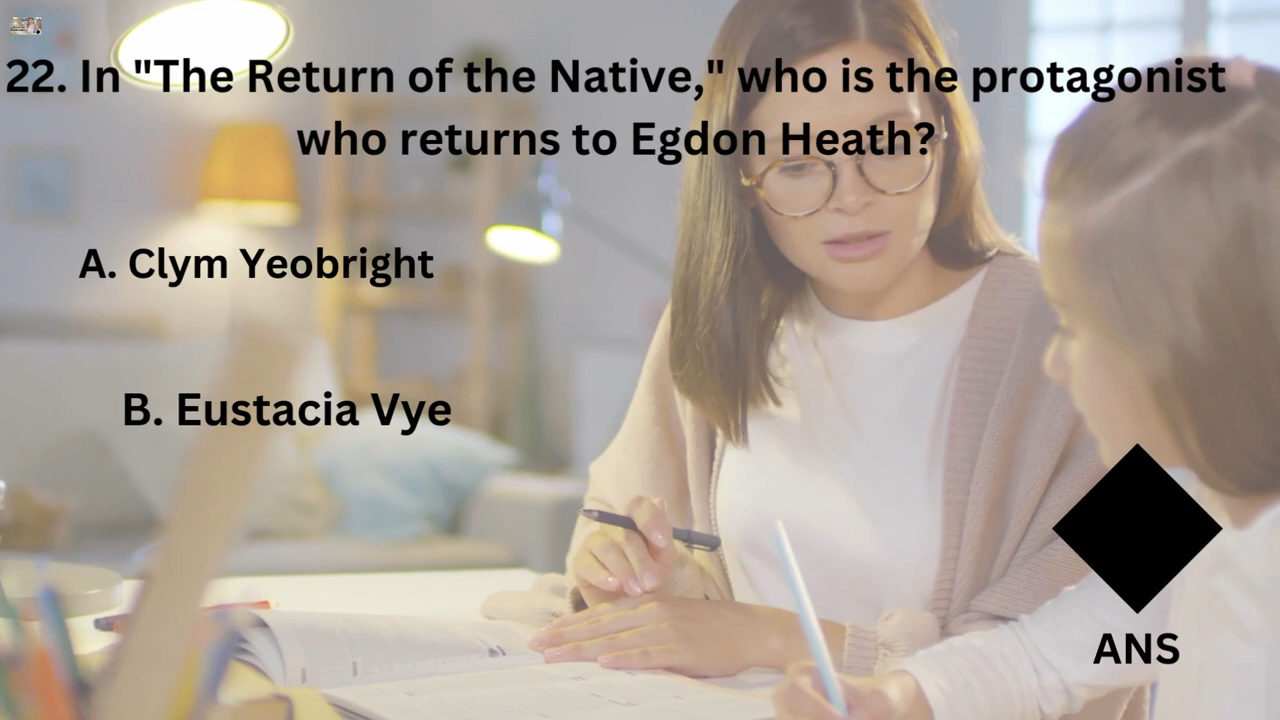 22. In "The Return of the Native," who is the protagonist
who returns to Egdon Heath?
A. Clym Yeobright
B. Eustacia Vye
ANS